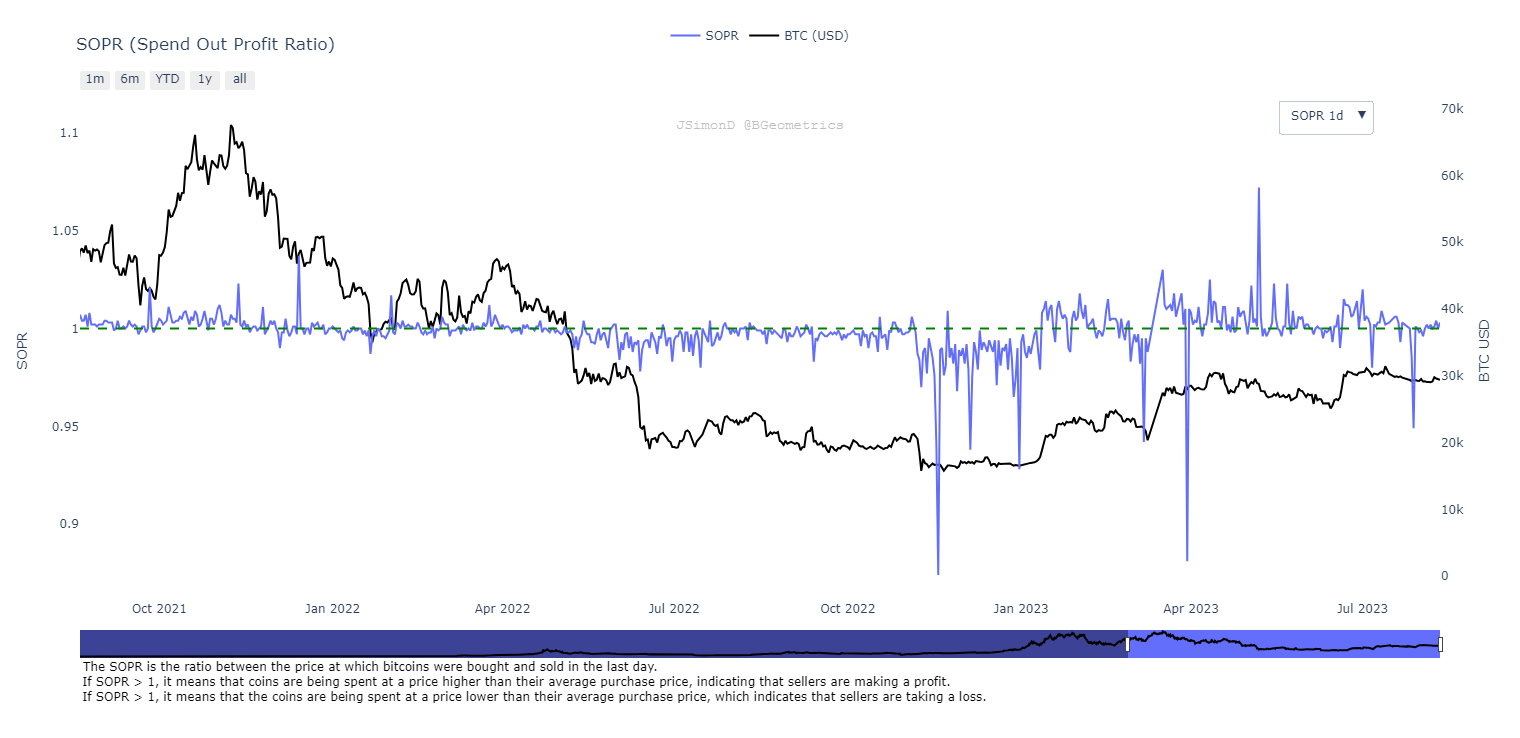 SOPR (Spend Out Profit Ratio)
SOPR BTC (USD)
1m 6m YTD 1y all
SOPR 1d ▼
JSimonD @BGeometrics
1.1
1.05
1
0.95
0.9
SOPR
70k
60k
50k
40k
30k
20k
10k
0
BTC USD
Oct 2021 Jan 2022 Apr 2022 Jul 2022 Oct 2022 Jan 2023 Apr 2023 Jul 2023
The SOPR is the ratio between the price at which bitcoins were bought and sold in the last day.
If SOPR > 1, it means that coins are being spent at a price higher than their average purchase price, indicating that sellers are making a profit.
If SOPR > 1, it means that the coins are being spent at a price lower than their average purchase price, which indicates that sellers are taking a loss.